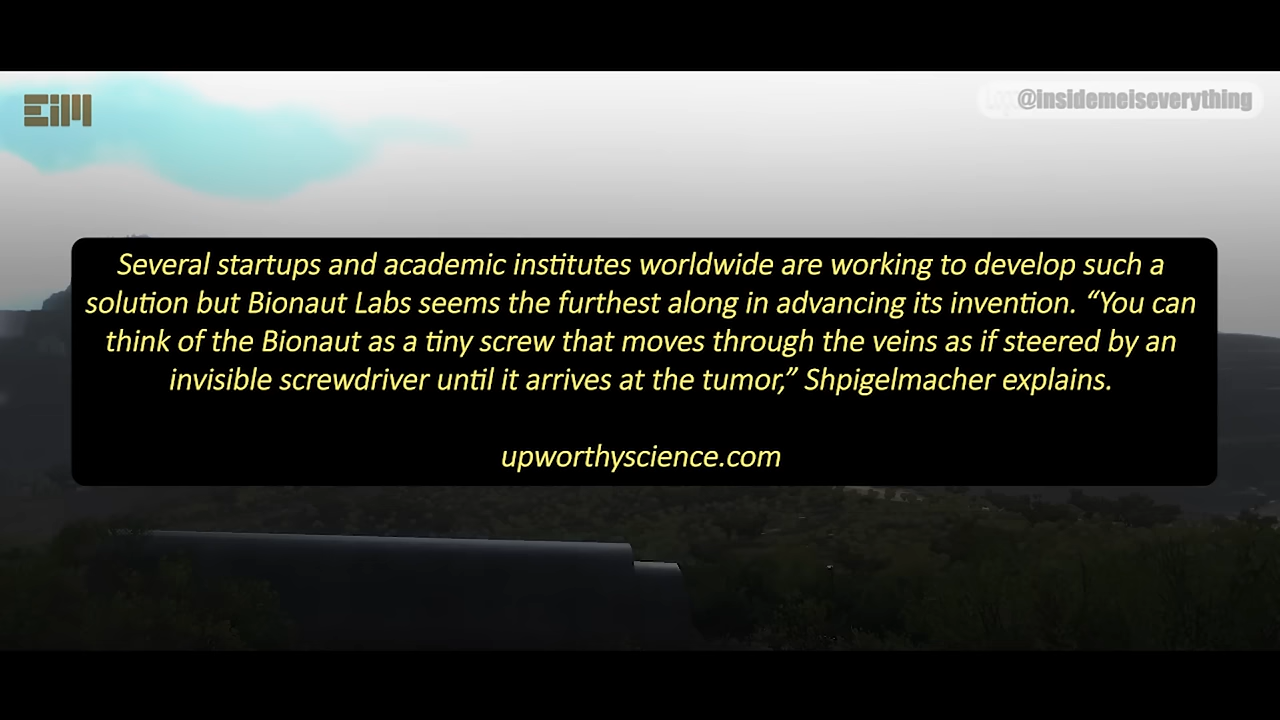 EiM
@insidemeiseverything
Several startups and academic institutes worldwide are working to develop such a
solution but Bionaut Labs seems the furthest along in advancing its invention. “You can
think of the Bionaut as a tiny screw that moves through the veins as if steered by an
invisible screwdriver until it arrives at the tumor,” Shpigelmacher explains.
upworthyscience.com